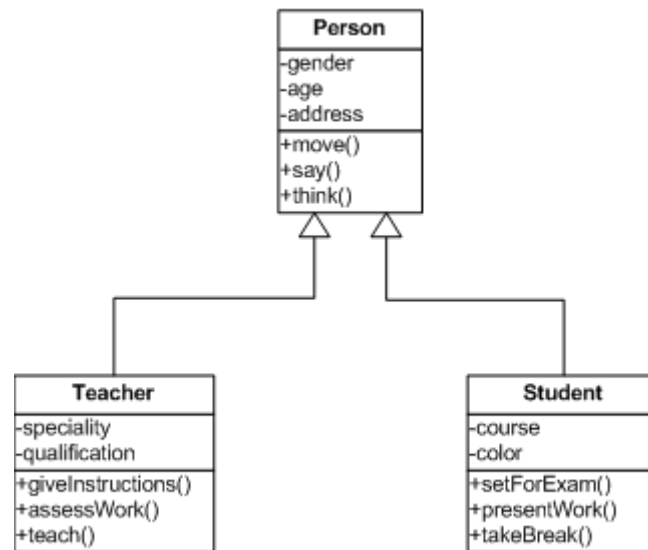 Person
-gender
-age
-address
+move()
+say()
+think()
Teacher
-speciality
-qualification
+giveInstructions()
+assessWork()
+teach()
Student
-course
-color
+setForExam()
+presentWork()
+takeBreak()